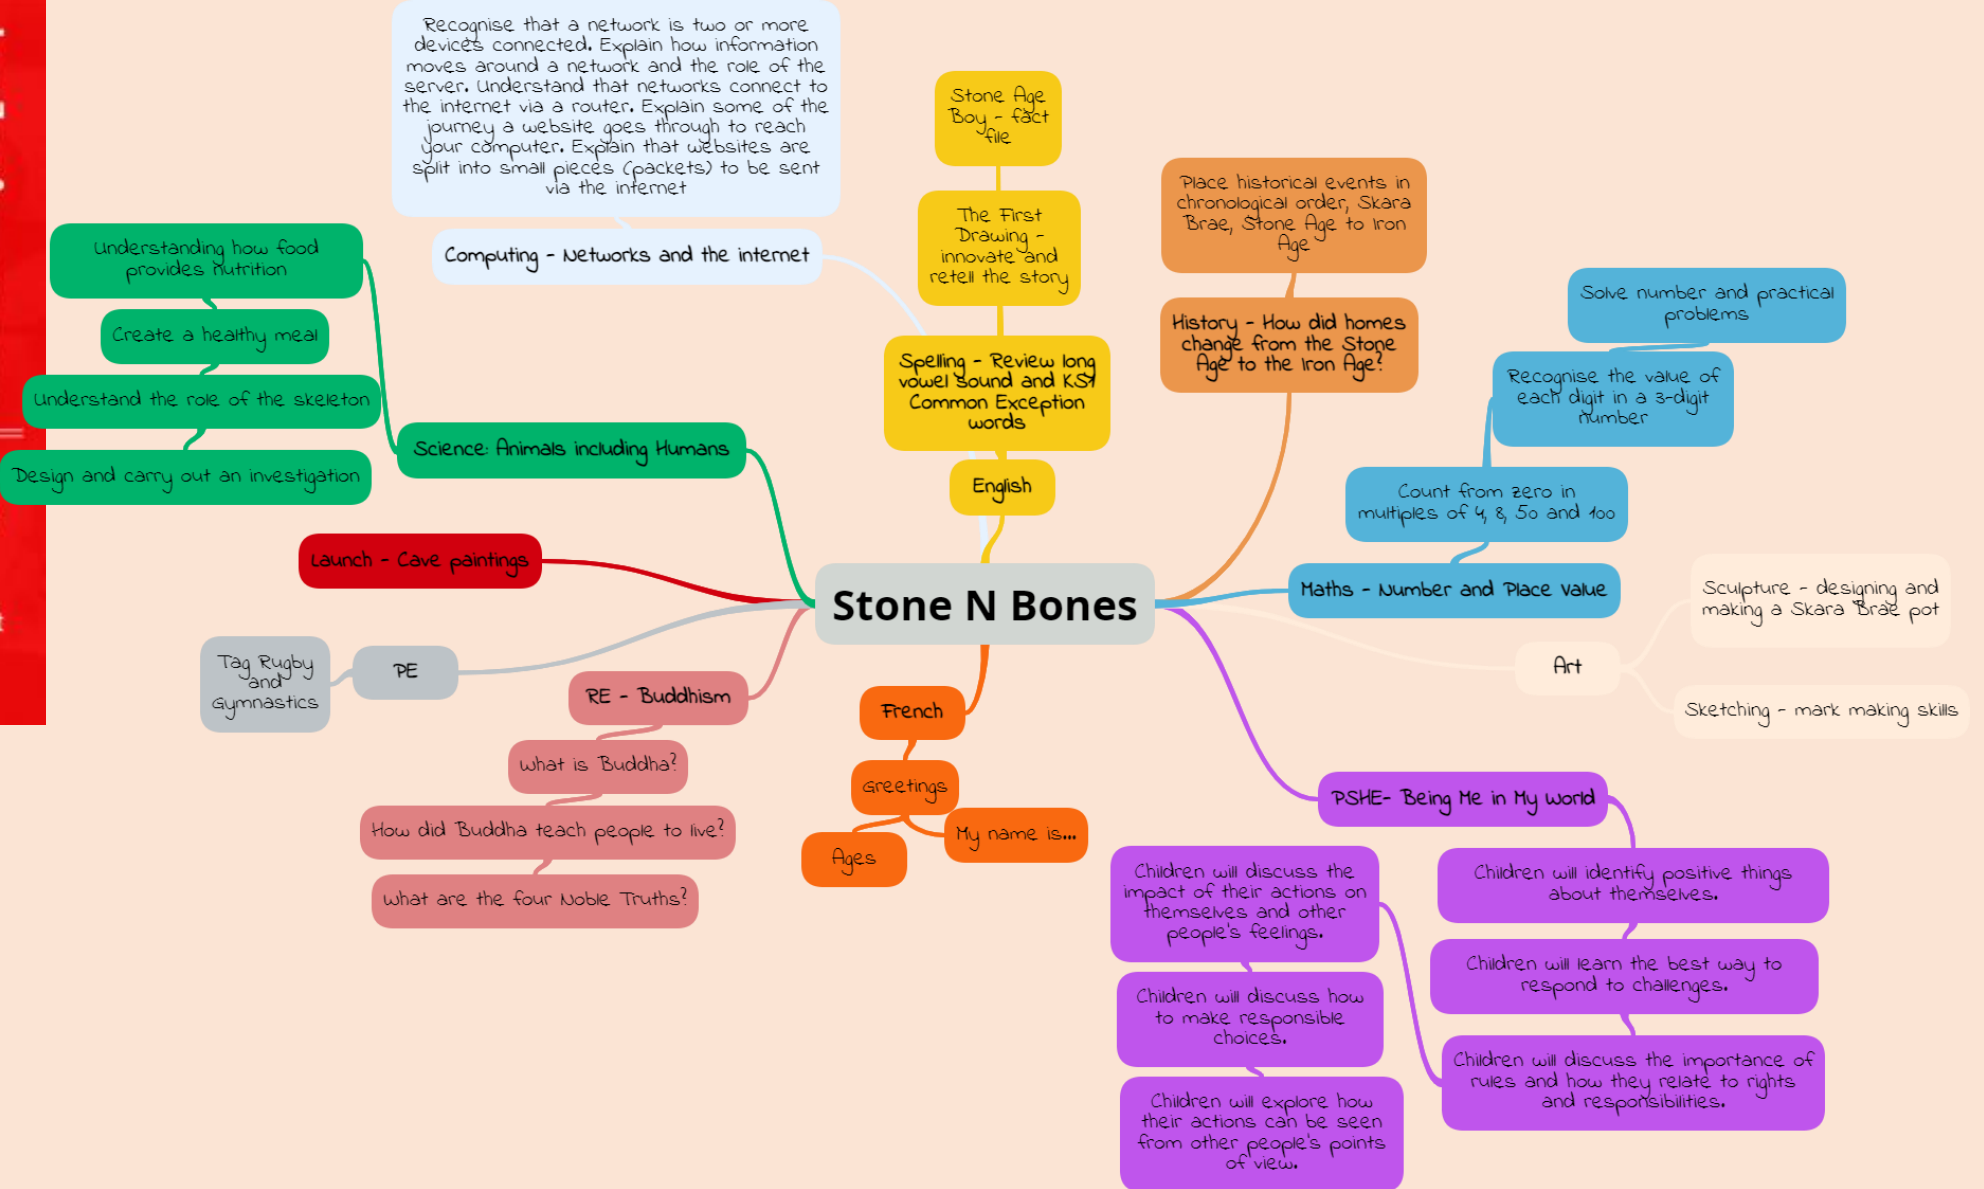 Recognise that a network is two or more
devices connected. Explain how information
moves around a network and the role of the
server. Understand that networks connect to
the internet via a router. Explain some of the
journey a website goes through to reach
your computer. Explain that websites are
split into small pieces (packets) to be sent
via the internet
Computing - Networks and the internet
Stone Age
Boy - fact
file
The First
Drawing -
innovate and
retell the story
Spelling - Review long
vowel sound and KS1
Common Exception
words
English
Place historical events in
chronological order, Skara
Brae, Stone Age to Iron
Age
History - How did homes
change from the Stone
Age to the Iron Age?
Solve number and practical
problems
Recognise the value of
each digit in a 3-digit
number
Count from zero in
multiples of 4, 8, 50 and 100
Maths - Number and Place Value
Understanding how food
provides nutrition
Create a healthy meal
Understand the role of the skeleton
Design and carry out an investigation
Science: Animals including Humans
Launch - Cave paintings
Stone N Bones
Sculpture - designing and
making a Skara Brae pot
Art
Sketching - mark making skills
Tag Rugby
and
Gymnastics
PE
RE - Buddhism
What is Buddha?
How did Buddha teach people to live?
What are the four Noble Truths?
French
Greetings
My name is...
Ages
PSHE- Being Me in My World
Children will identify positive things
about themselves.
Children will learn the best way to
respond to challenges.
Children will discuss the importance of
rules and how they relate to rights
and responsibilities.
Children will discuss the
impact of their actions on
themselves and other
people's feelings.
Children will discuss how
to make responsible
choices.
Children will explore how
their actions can be seen
from other people's points
of view.